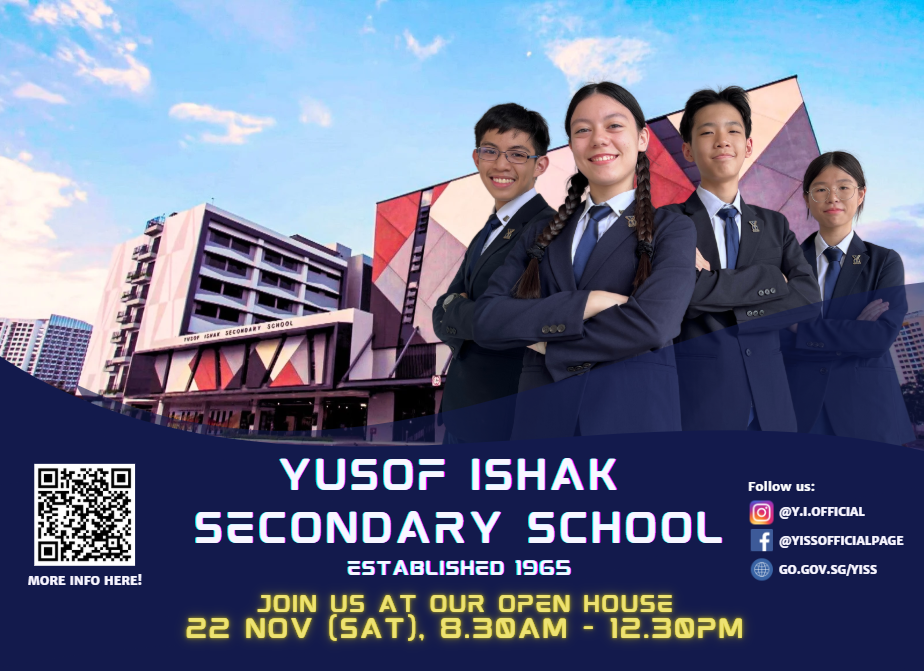 YUSOF ISHAK SECONDARY SCHOOL
YUSOF ISHAK
SECONDARY SCHOOL
ESTABLISHED 1965
JOIN US AT OUR OPEN HOUSE
22 NOV (SAT), 8.30AM - 12.30PM
MORE INFO HERE!
Follow us:
@Y.I.OFFICIAL
@YISSOFFICIALPAGE
GO.GOV.SG/YISS